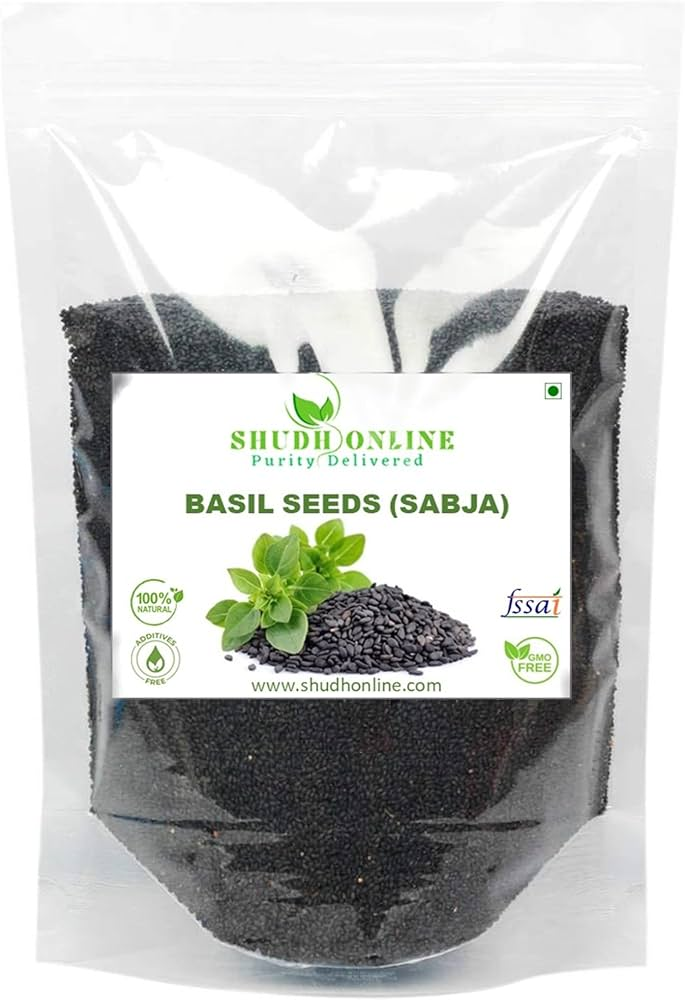 SHUDH ONLINE
Purity Delivered
BASIL SEEDS (SABJA)
100%
NATURAL
fssai
ADDITIVES
FREE
GMO
FREE
www.shudhonline.com